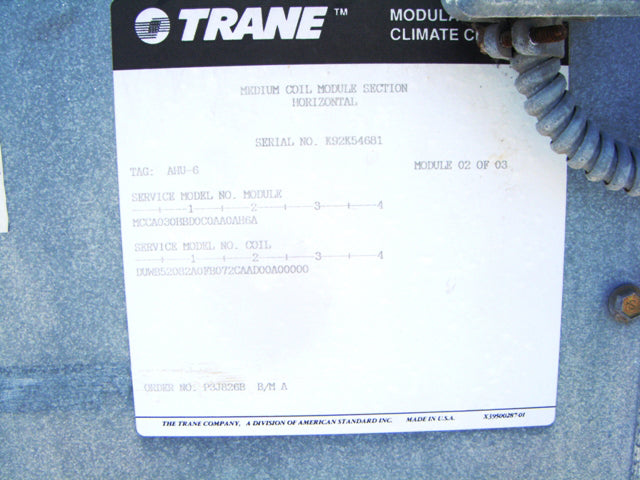 TRANE™
MODULA
CLIMATE C
MEDIUM COIL MODULE SECTION
HORIZONTAL
SERIAL NO. K92K54681
TAG: AHU-6 MODULE 02 OF 03
SERVICE MODEL NO. MODULE
----+----1----+----2----+----3----+----4
MCCA030BBD0C0AA0AB6A
SERVICE MODEL NO. COIL
----+----1----+----2----+----3----+----4
DUWB52082A0FB072CAAD00A00000
ORDER NO. P3J826B B/M A
THE TRANE COMPANY, A DIVISION OF AMERICAN STANDARD INC. MADE IN U.S.A. X39500287-01